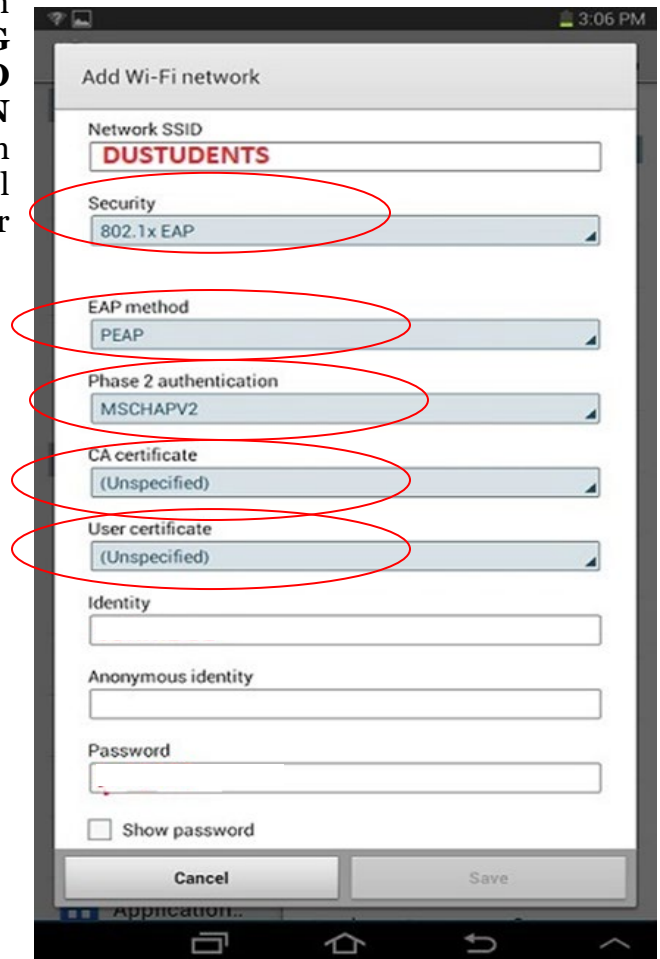 G
D
N
n
l
r
3:06 PM
Add Wi-Fi network
Network SSID
DUSTUDENTS
Security
802.1x EAP
EAP method
PEAP
Phase 2 authentication
MSCHAPV2
CA certificate
(Unspecified)
User certificate
(Unspecified)
Identity
Anonymous identity
Password
Show password
Cancel
Save
Application..